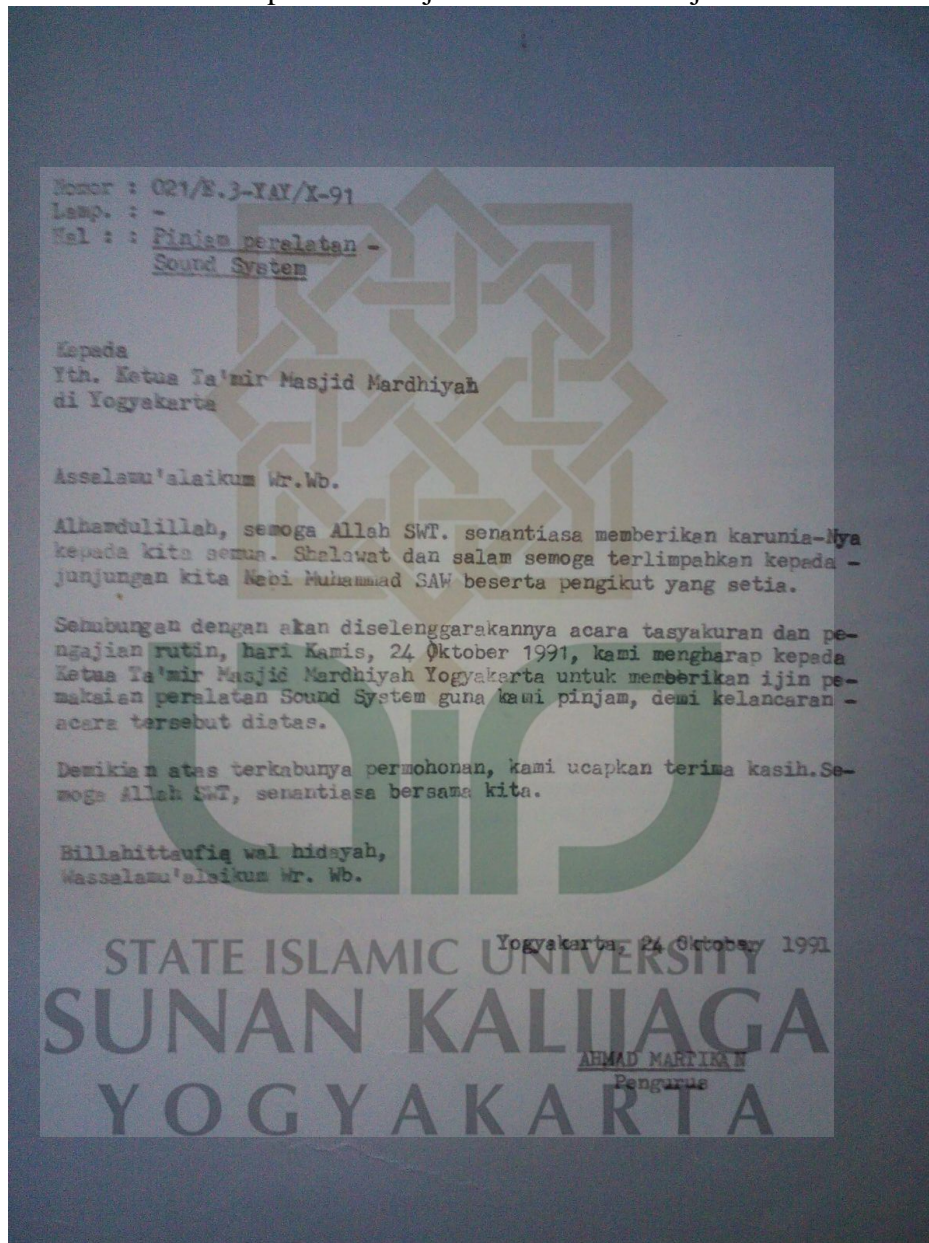 Nomor : 021/E.3-YAY/X-91
Lamp. : -
Hal : : Pinjam peralatan -
Sound System
Kepada
Yth. Ketua Ta'mir Masjid Mardhiyah
di Yogyakarta
Assalamu'alaikum Wr.Wb.
Alhamdulillah, semoga Allah SWT. senantiasa memberikan karunia-Nya
kepada kita semua. Shalawat dan salam semoga terlimpahkan kepada -
junjungan kita Nabi Muhammad SAW beserta pengikut yang setia.
Sehubungan dengan akan diselenggarakannya acara tasyakuran dan pe-
ngajian rutin, hari Kamis, 24 Oktober 1991, kami mengharap kepada
Ketua Ta'mir Masjid Mardhiyah Yogyakarta untuk memberikan ijin pe-
makaian peralatan Sound System guna kami pinjam, demi kelancaran -
acara tersebut diatas.
Demikian atas terkabunya permohonan, kami ucapkan terima kasih.Se-
moga Allah SWT, senantiasa bersama kita.
Billahittaufiq wal hidayah,
Wassalamu'alaikum Wr. Wb.
Yogyakarta, 24 Oktober 1991
STATE ISLAMIC UNIVERSITY
SUNAN KALIJAGA
AHMAD MARTIKAN
Pengurus
YOGYAKARTA